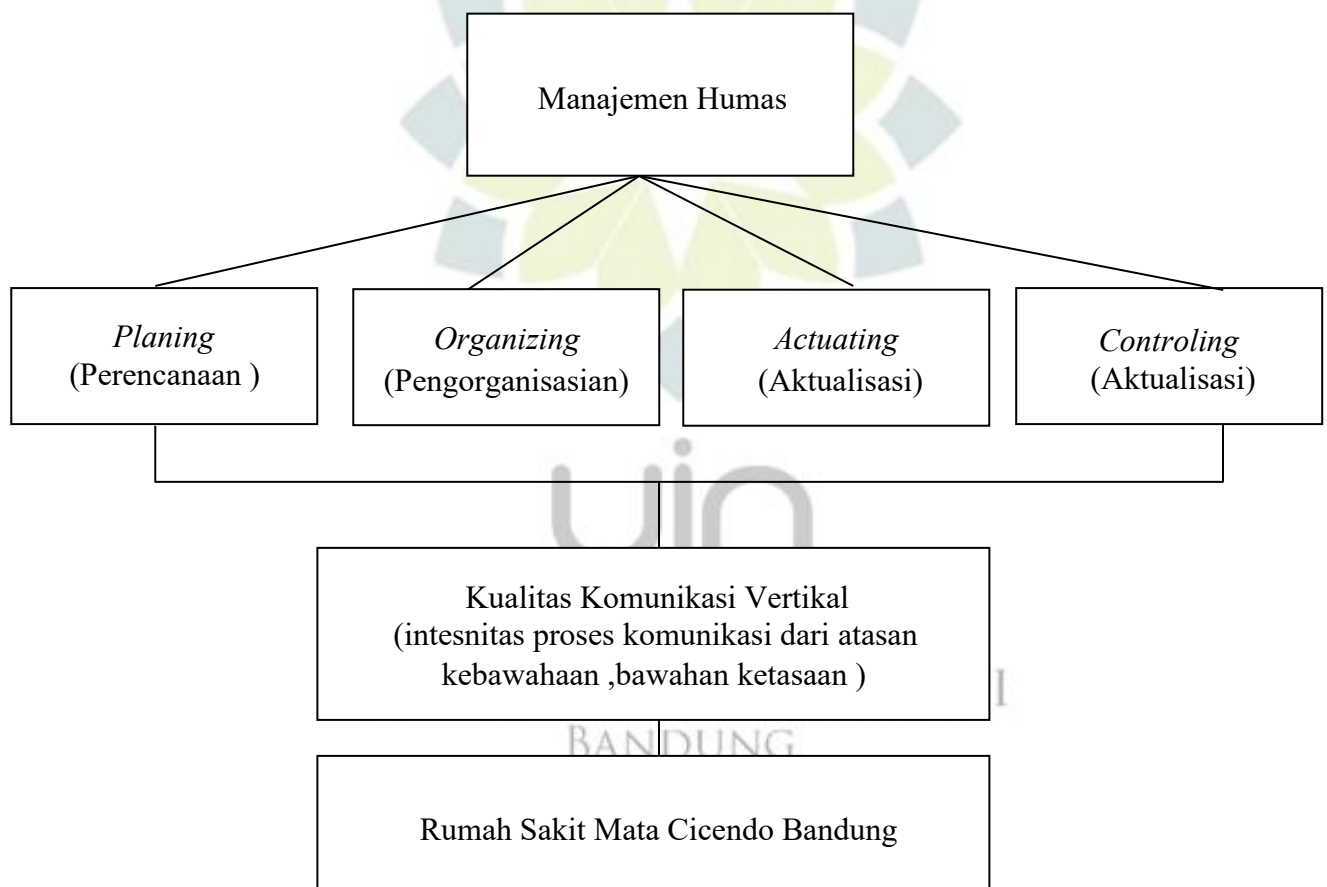 Manajemen Humas
Planing
(Perencanaan )
Organizing
(Pengorganisasian)
Actuating
(Aktualisasi)
Controling
(Aktualisasi)
uin
Kualitas Komunikasi Vertikal
(intesnitas proses komunikasi dari atasan
kebawahaan ,bawahan ketasaan )
BANDUNG
Rumah Sakit Mata Cicendo Bandung